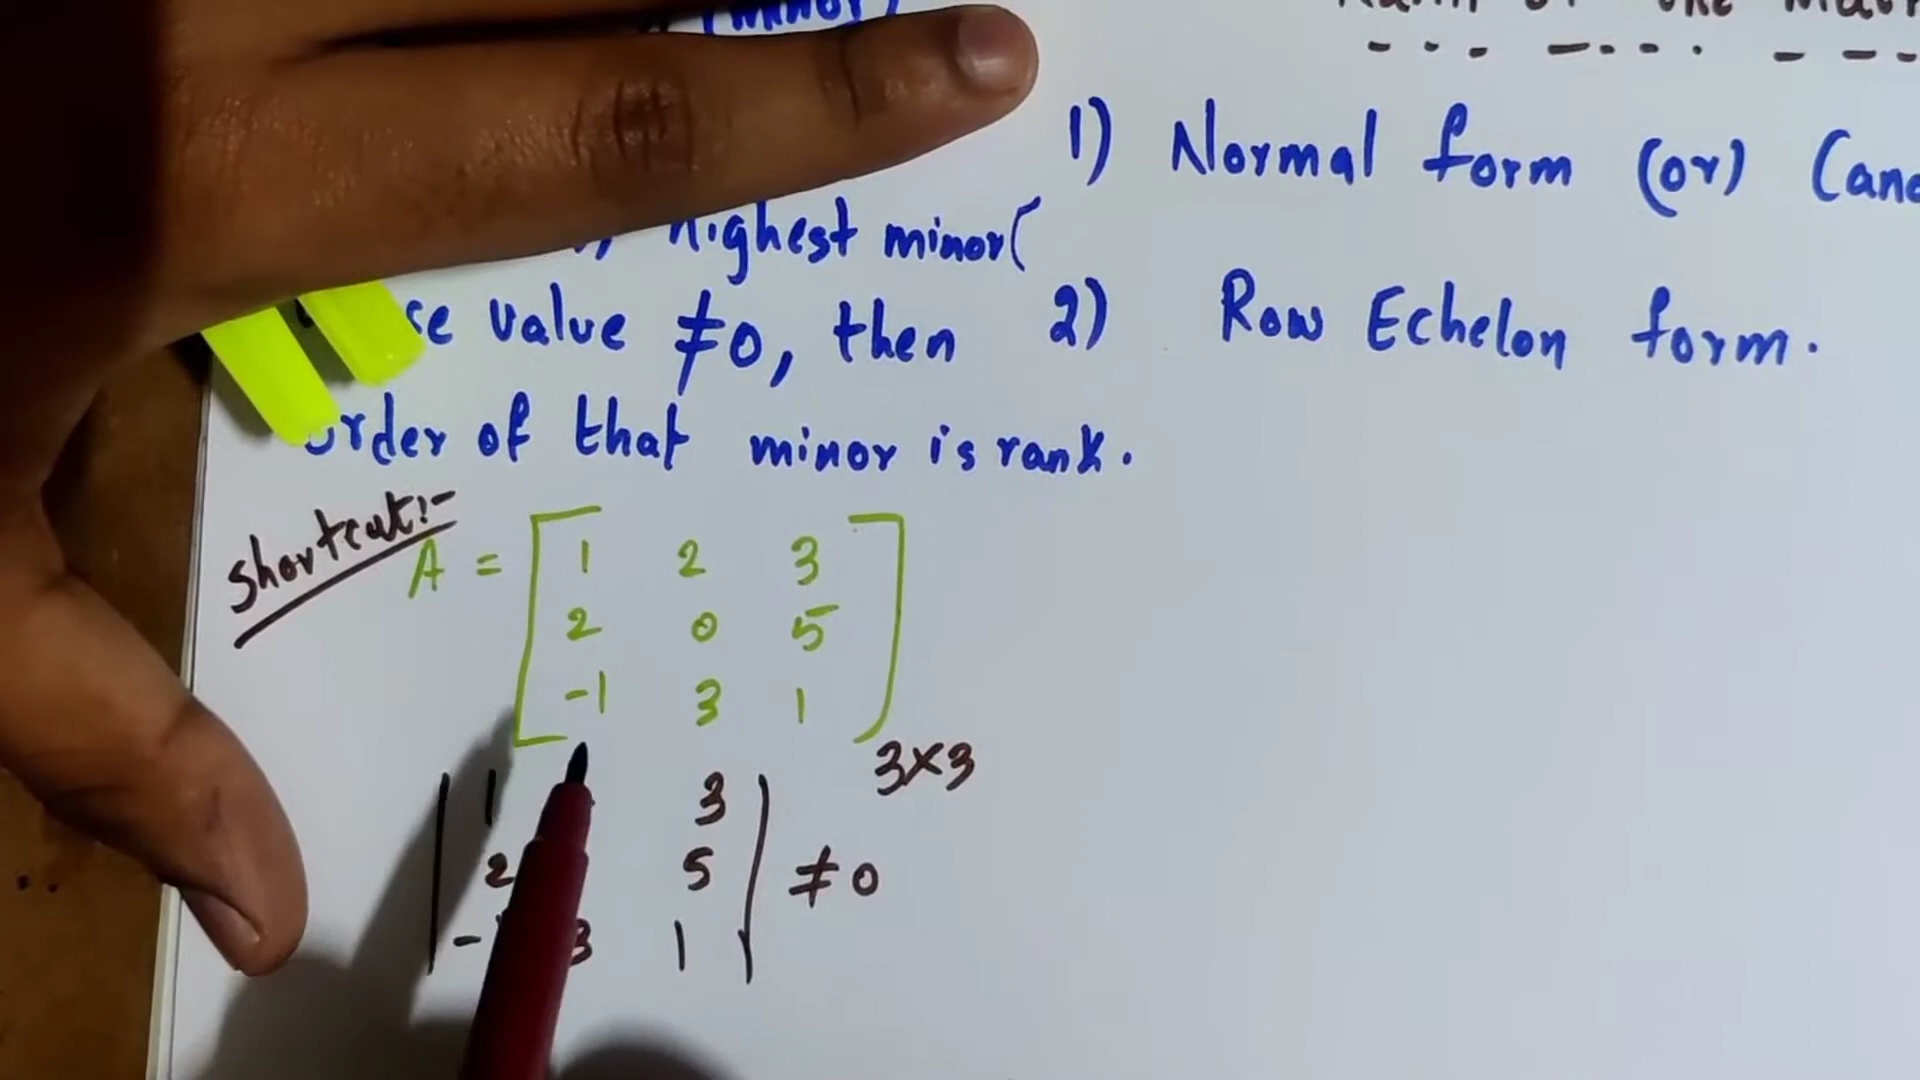 (minor)
1) Normal form (or)
highest minor(
value ≠0, then
2) Row Echelon form.
order of that minor is rank.
Shortcut:-
A = [1 2 3
2 0 5
-1 3 1]
3×3
|1 3
2 5
- 3 1| ≠0